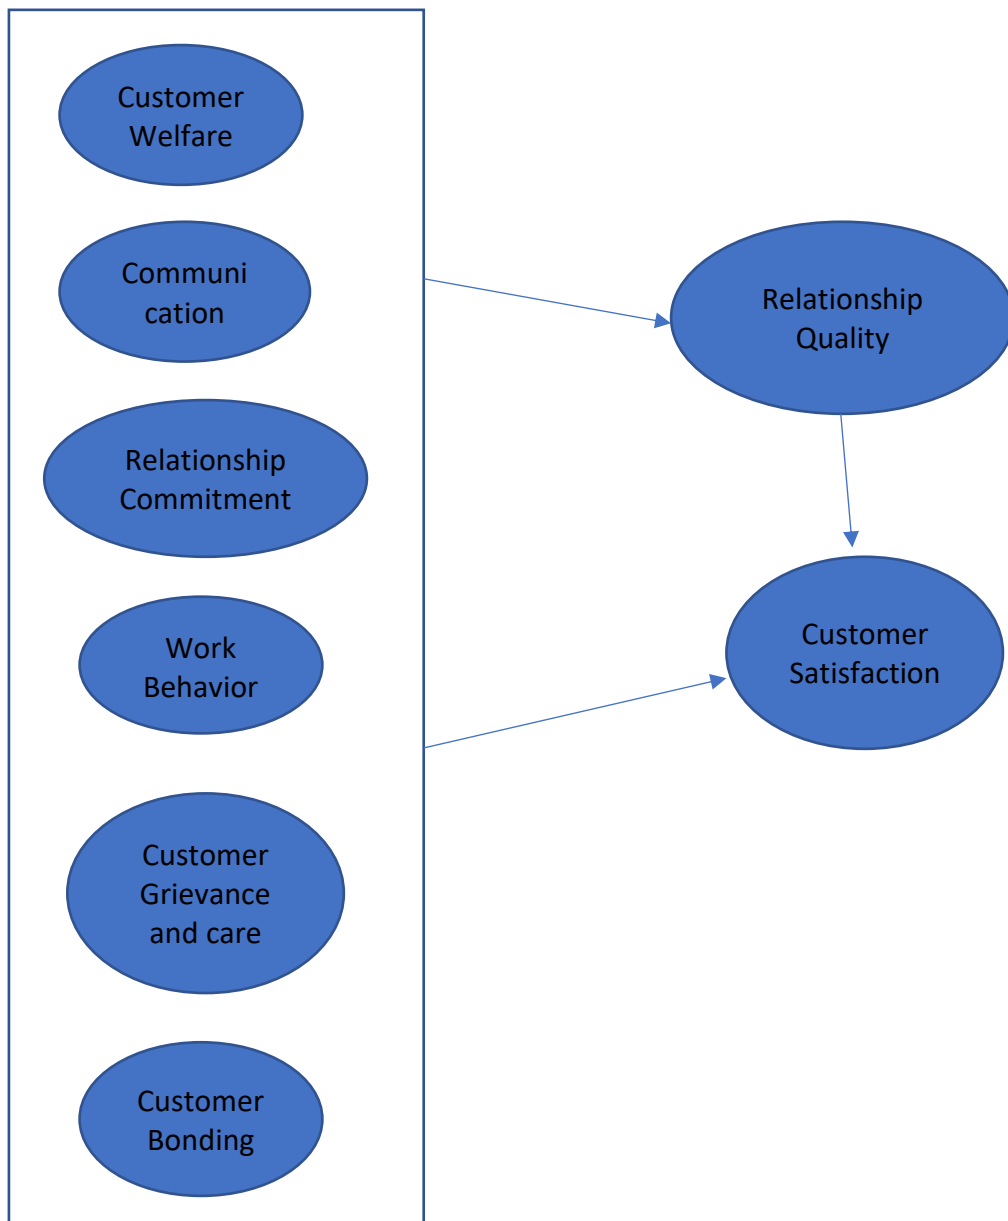 Customer
Welfare
Communi
cation
Relationship
Commitment
Work
Behavior
Customer
Grievance
and care
Customer
Bonding
Relationship
Quality
Customer
Satisfaction